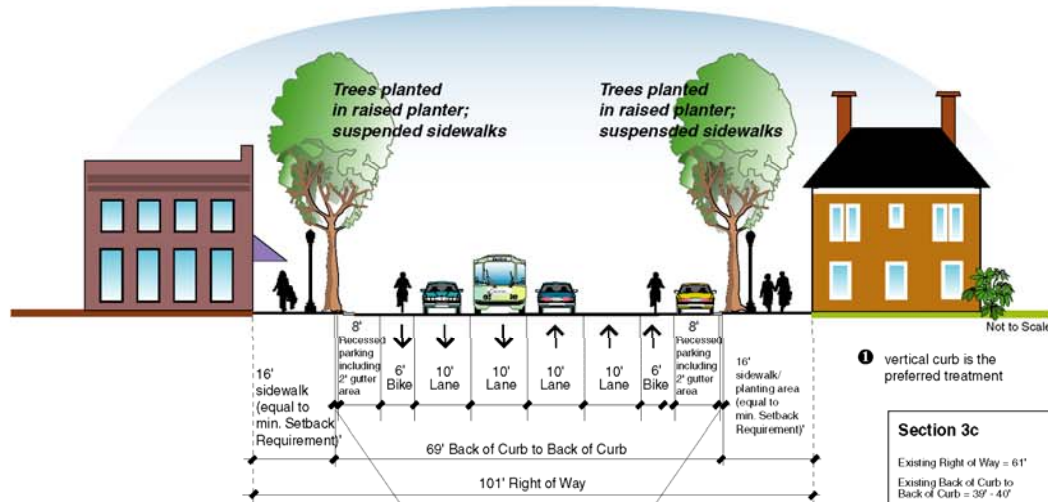 Trees planted
in raised planter;
suspended sidewalks
Trees planted
in raised planter;
suspensded sidewalks
Not to Scale
❶ vertical curb is the
preferred treatment
8'
Recessed
parking
including
2' gutter
area
6'
Bike
10'
Lane
10'
Lane
10'
Lane
10'
Lane
6'
Bike
8'
Recessed
parking
including
2' gutter
area
16'
sidewalk
(equal to
min. Setback
Requirement)'
16'
sidewalk/
planting area
(equal to
min. Setback
Requirement)'
69' Back of Curb to Back of Curb
101' Right of Way
Section 3c
Existing Right of Way = 61'
Existing Back of Curb to
Back of Curb = 39' - 40'